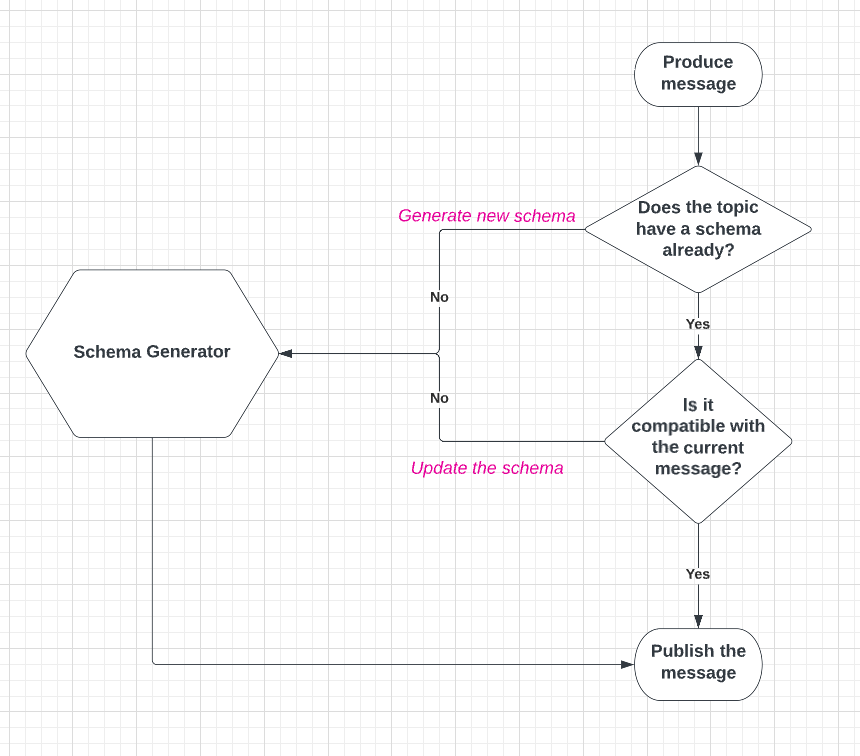 Produce
message
Does the topic
have a schema
already?
Generate new schema
No
Yes
Schema Generator
No
Is it
compatible with
the current
message?
Update the schema
Yes
Publish the
message